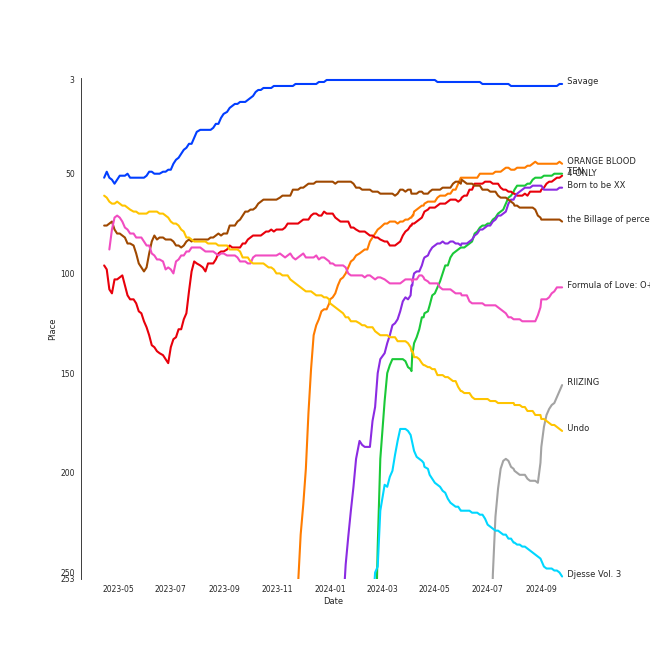 3
50
100
150
200
250
253
Place
2023-05
2023-07
2023-09
2023-11
2024-01
2024-03
2024-05
2024-07
2024-09
Date
Savage
ORANGE BLOOD
TEN
4 ONLY
Born to be XX
the Billage of perce
Formula of Love: O+
RIIZING
Undo
Djesse Vol. 3